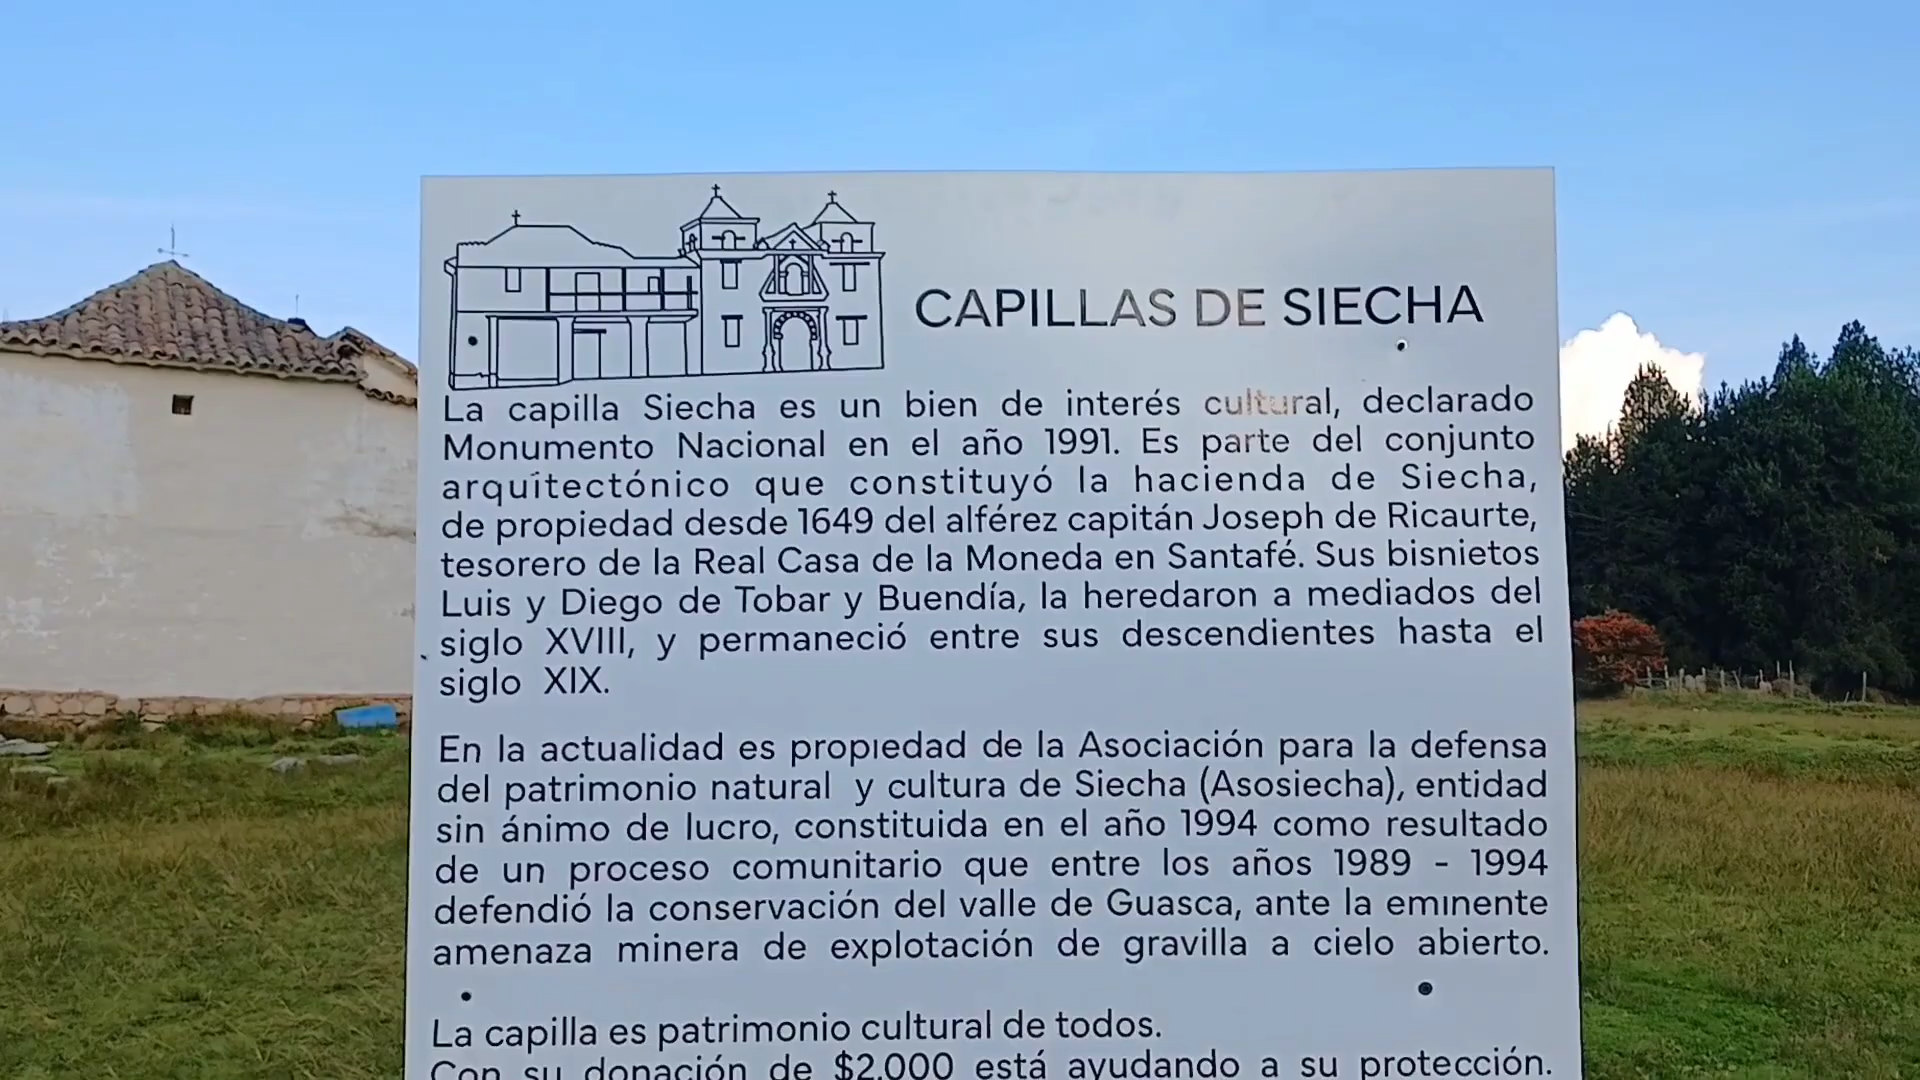 CAPILLAS DE SIECHA
La capilla Siecha es un bien de interés cultural, declarado
Monumento Nacional en el año 1991. Es parte del conjunto
arquitectónico que constituyó la hacienda de Siecha,
de propiedad desde 1649 del alférez capitán Joseph de Ricaurte,
tesorero de la Real Casa de la Moneda en Santafé. Sus bisnietos
Luis y Diego de Tobar y Buendía, la heredaron a mediados del
siglo XVIII, y permaneció entre sus descendientes hasta el
siglo XIX.
En la actualidad es propiedad de la Asociación para la defensa
del patrimonio natural y cultura de Siecha (Asosiecha), entidad
sin ánimo de lucro, constituida en el año 1994 como resultado
de un proceso comunitario que entre los años 1989 - 1994
defendió la conservación del valle de Guasca, ante la eminente
amenaza minera de explotación de gravilla a cielo abierto.
La capilla es patrimonio cultural de todos.
Con su donación de $2.000 está ayudando a su protección.